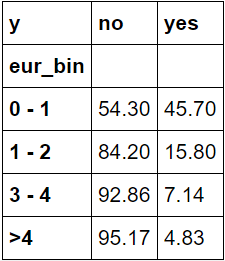 y no yes
eur_bin
0 - 1 54.30 45.70
1 - 2 84.20 15.80
3 - 4 92.86 7.14
>4 95.17 4.83